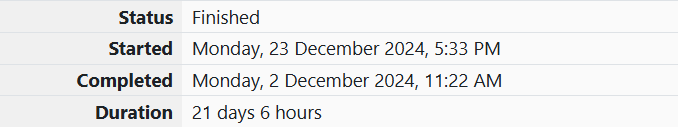 Status Finished
Started Monday, 23 December 2024, 5:33 PM
Completed Monday, 2 December 2024, 11:22 AM
Duration 21 days 6 hours